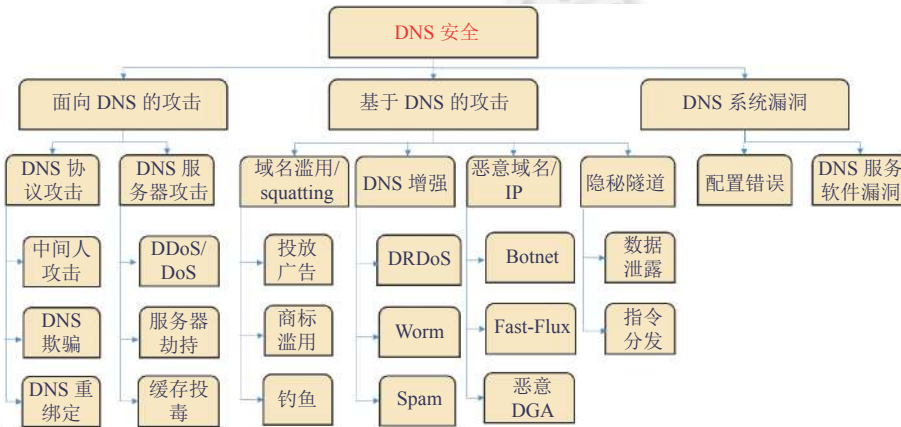 DNS 安全
面向 DNS 的攻击
基于 DNS 的攻击
DNS 系统漏洞
DNS 协
议攻击
DNS 服
务器攻击
域名滥用/
squatting
DNS 增强
恶意域名/
IP
隐秘隧道
配置错误
DNS 服务
软件漏洞
中间人
攻击
DDoS/
DoS
投放
广告
DRDoS
Botnet
数据
泄露
DNS
欺骗
服务器
劫持
商标
滥用
Worm
Fast-Flux
指令
分发
DNS 重
绑定
缓存投
毒
钓鱼
Spam
恶意
DGA